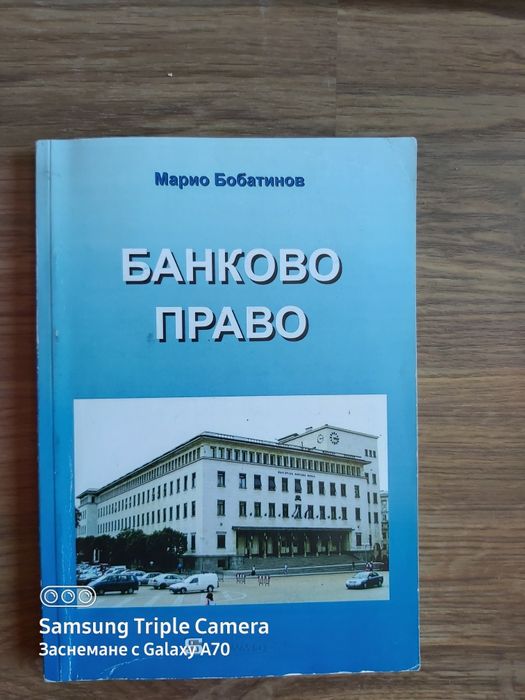 Марио Бобатинов
БАНКОВО
ПРАВО
Samsung Triple Camera
Заснемане с Galaxy A70